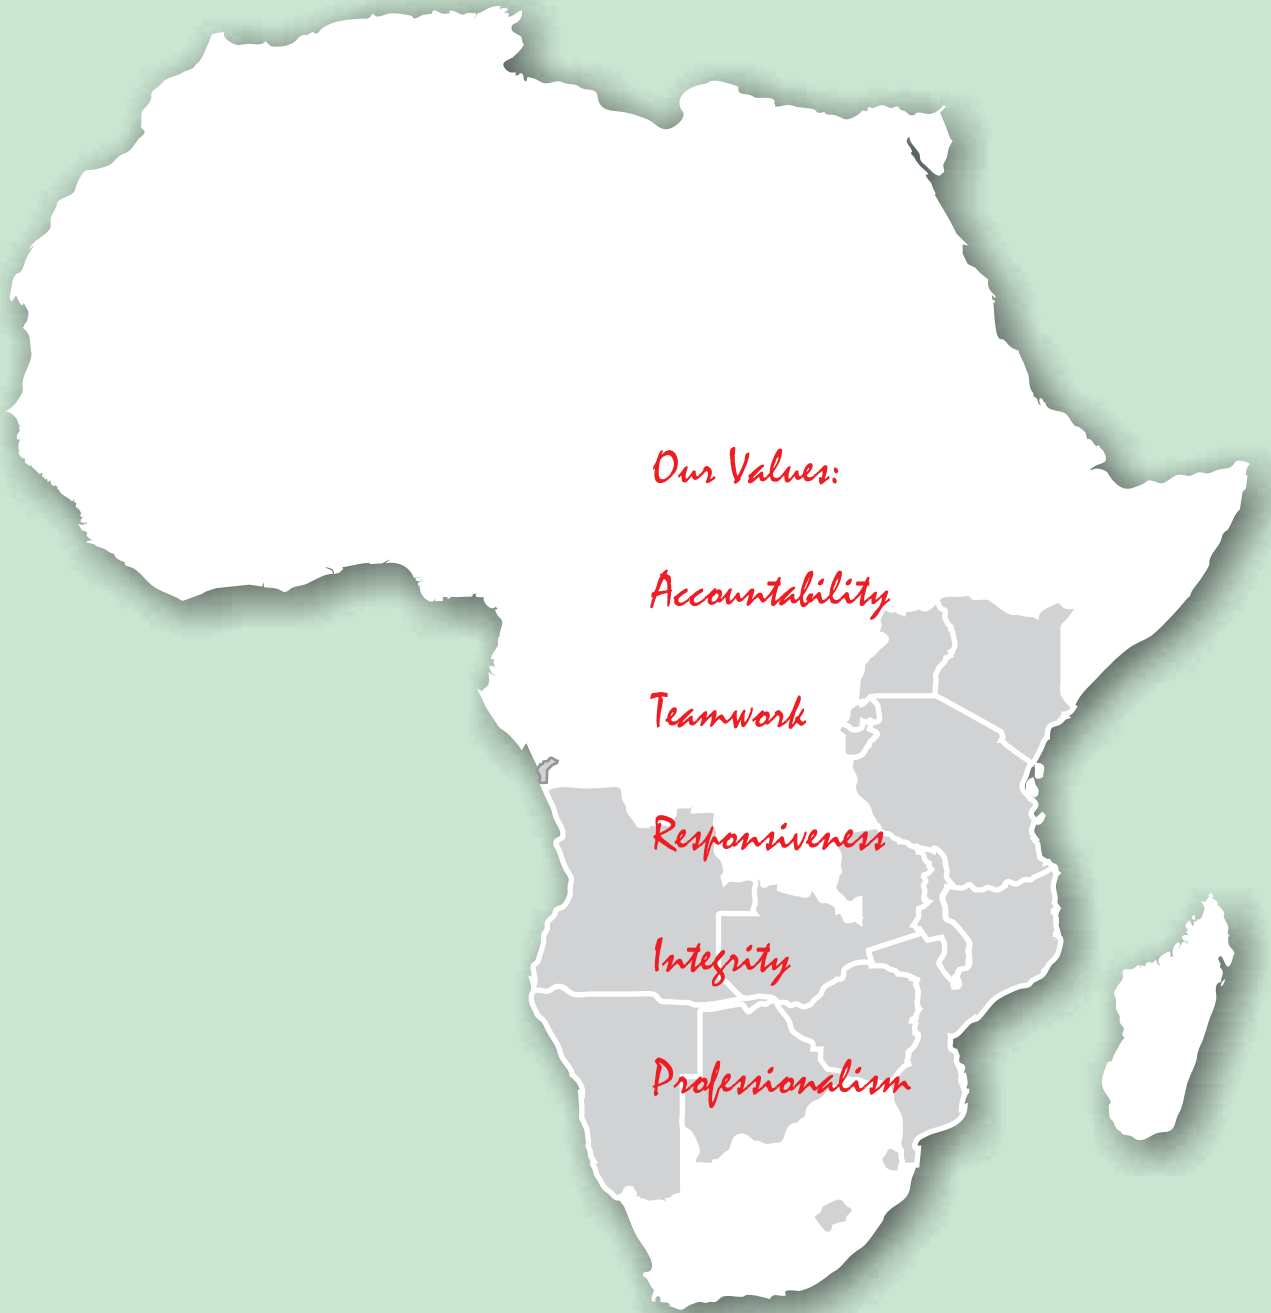 Our Values:
Accountability
Teamwork
Responsiveness
Integrity
Professionalism